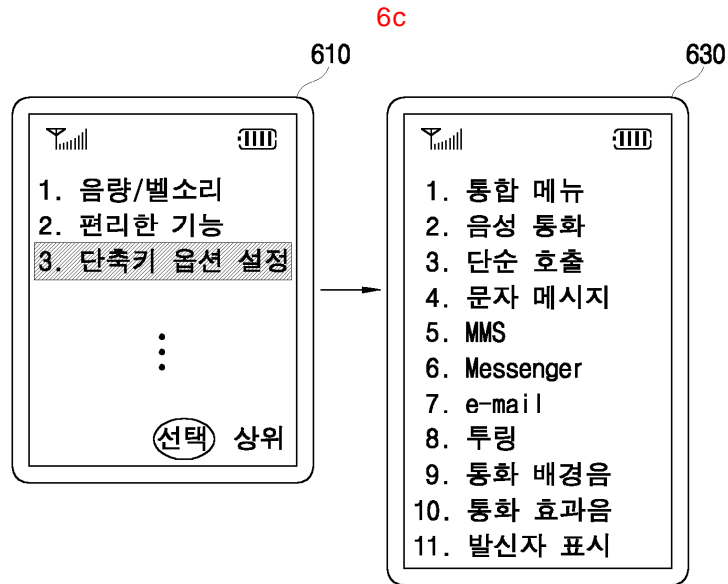 6c
610
1. 음량/벨소리
2. 편리한 기능
3. 단축키 옵션 설정
선택 상위
630
1. 통합 메뉴
2. 음성 통화
3. 단순 호출
4. 문자 메시지
5. MMS
6. Messenger
7. e-mail
8. 투링
9. 통화 배경음
10. 통화 효과음
11. 발신자 표시